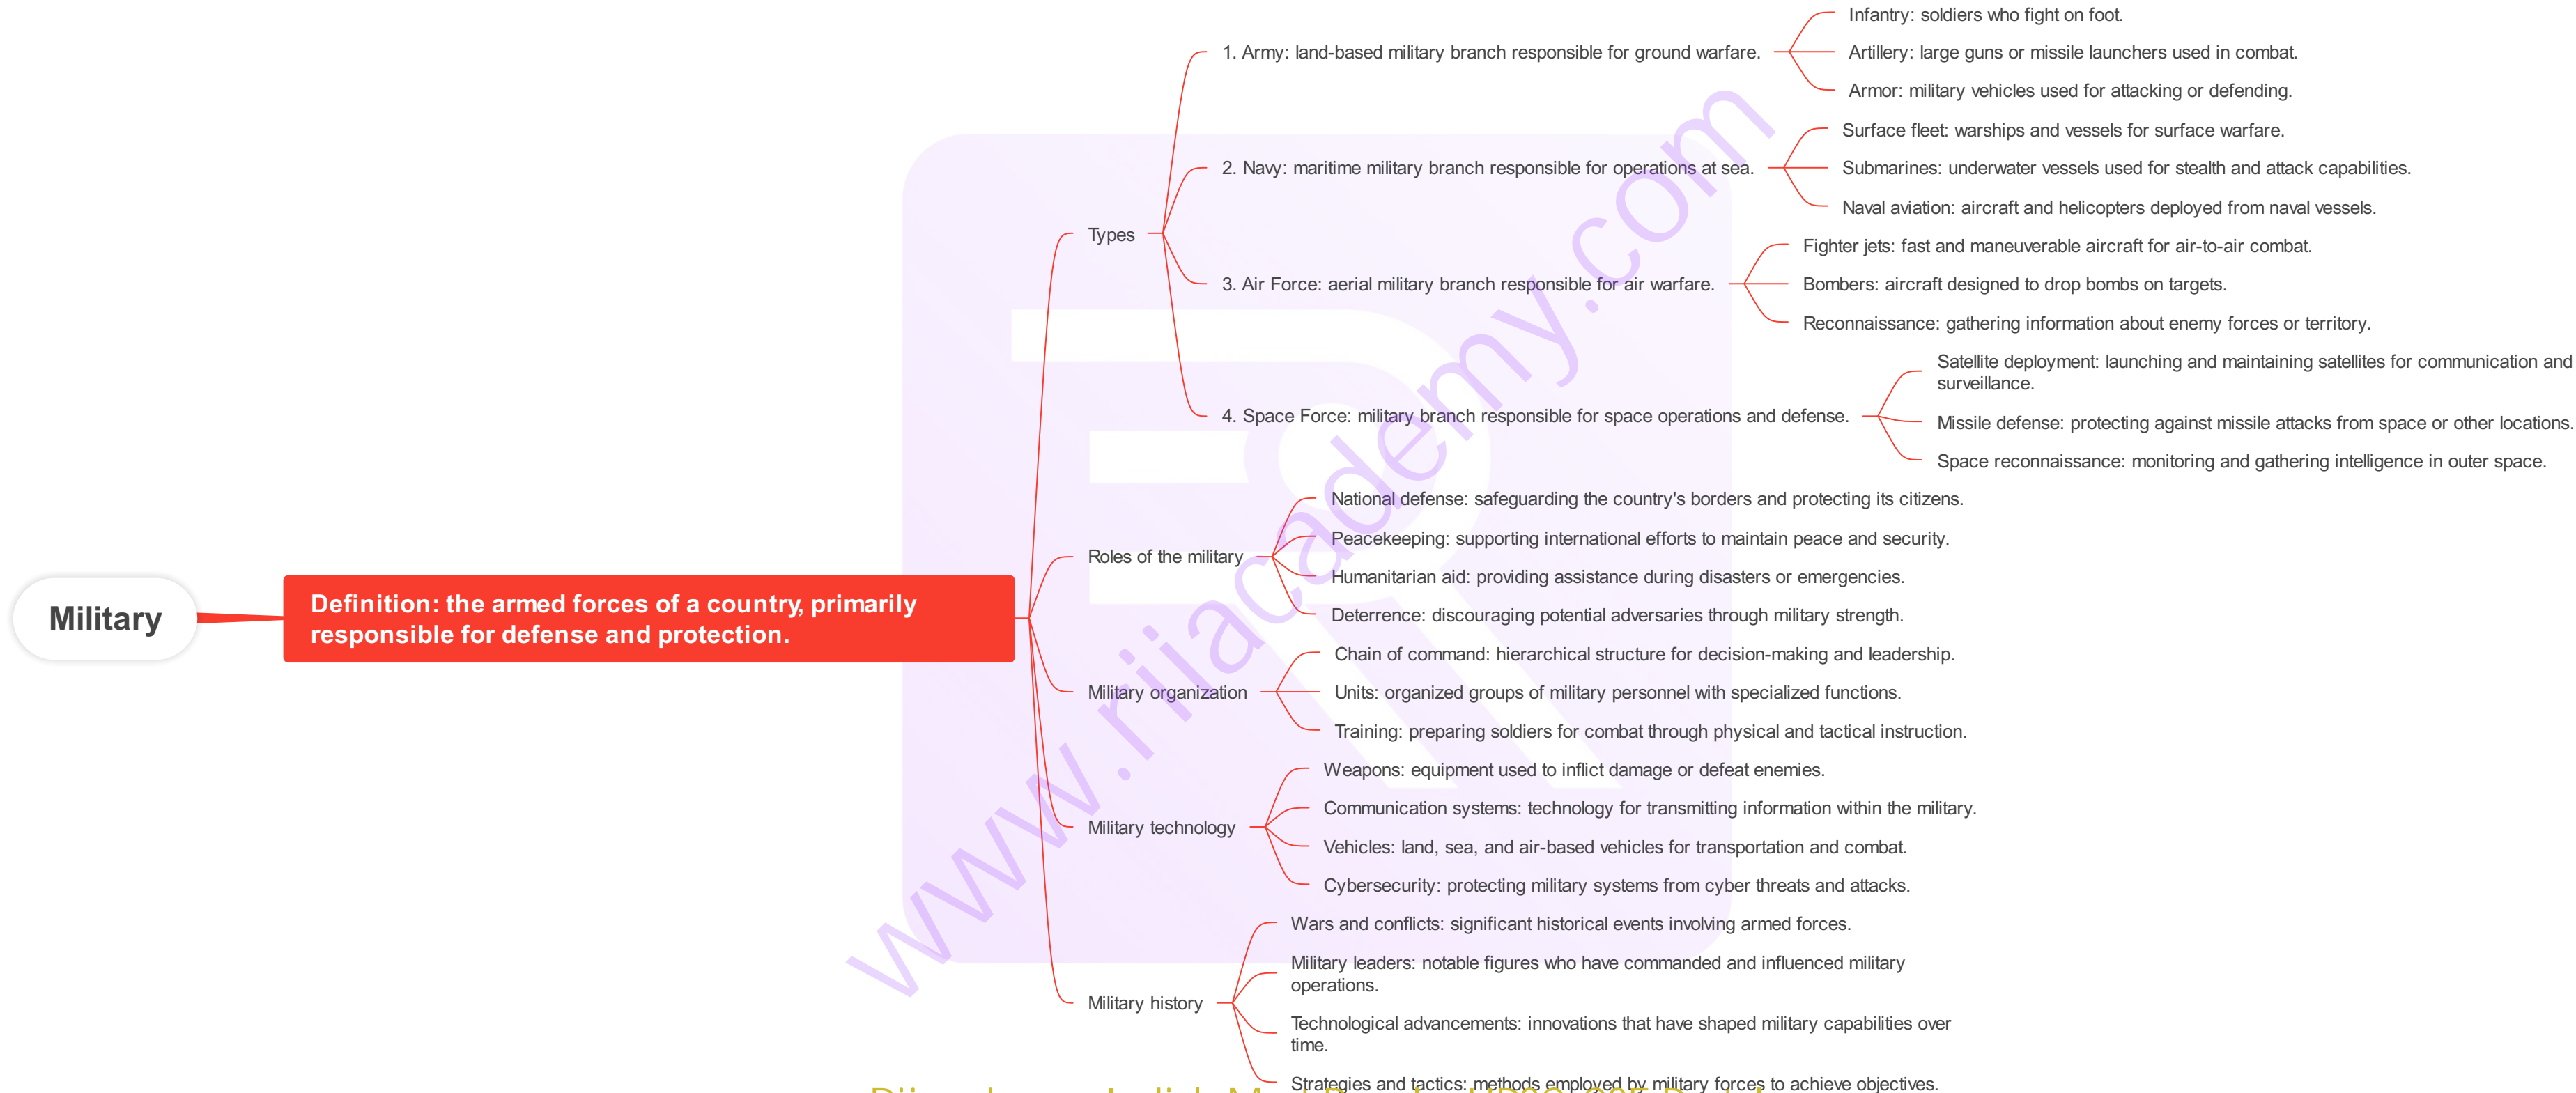 Military
Definition: the armed forces of a country, primarily
responsible for defense and protection.
Types
1. Army: land-based military branch responsible for ground warfare.
Infantry: soldiers who fight on foot.
Artillery: large guns or missile launchers used in combat.
Armor: military vehicles used for attacking or defending.
2. Navy: maritime military branch responsible for operations at sea.
Surface fleet: warships and vessels for surface warfare.
Submarines: underwater vessels used for stealth and attack capabilities.
Naval aviation: aircraft and helicopters deployed from naval vessels.
3. Air Force: aerial military branch responsible for air warfare.
Fighter jets: fast and maneuverable aircraft for air-to-air combat.
Bombers: aircraft designed to drop bombs on targets.
Reconnaissance: gathering information about enemy forces or territory.
4. Space Force: military branch responsible for space operations and defense.
Satellite deployment: launching and maintaining satellites for communication and
surveillance.
Missile defense: protecting against missile attacks from space or other locations.
Space reconnaissance: monitoring and gathering intelligence in outer space.
Roles of the military
National defense: safeguarding the country's borders and protecting its citizens.
Peacekeeping: supporting international efforts to maintain peace and security.
Humanitarian aid: providing assistance during disasters or emergencies.
Deterrence: discouraging potential adversaries through military strength.
Military organization
Chain of command: hierarchical structure for decision-making and leadership.
Units: organized groups of military personnel with specialized functions.
Training: preparing soldiers for combat through physical and tactical instruction.
Military technology
Weapons: equipment used to inflict damage or defeat enemies.
Communication systems: technology for transmitting information within the military.
Vehicles: land, sea, and air-based vehicles for transportation and combat.
Cybersecurity: protecting military systems from cyber threats and attacks.
Military history
Wars and conflicts: significant historical events involving armed forces.
Military leaders: notable figures who have commanded and influenced military
operations.
Technological advancements: innovations that have shaped military capabilities over
time.
Strategies and tactics: methods employed by military forces to achieve objectives.
www.rijacademy.com